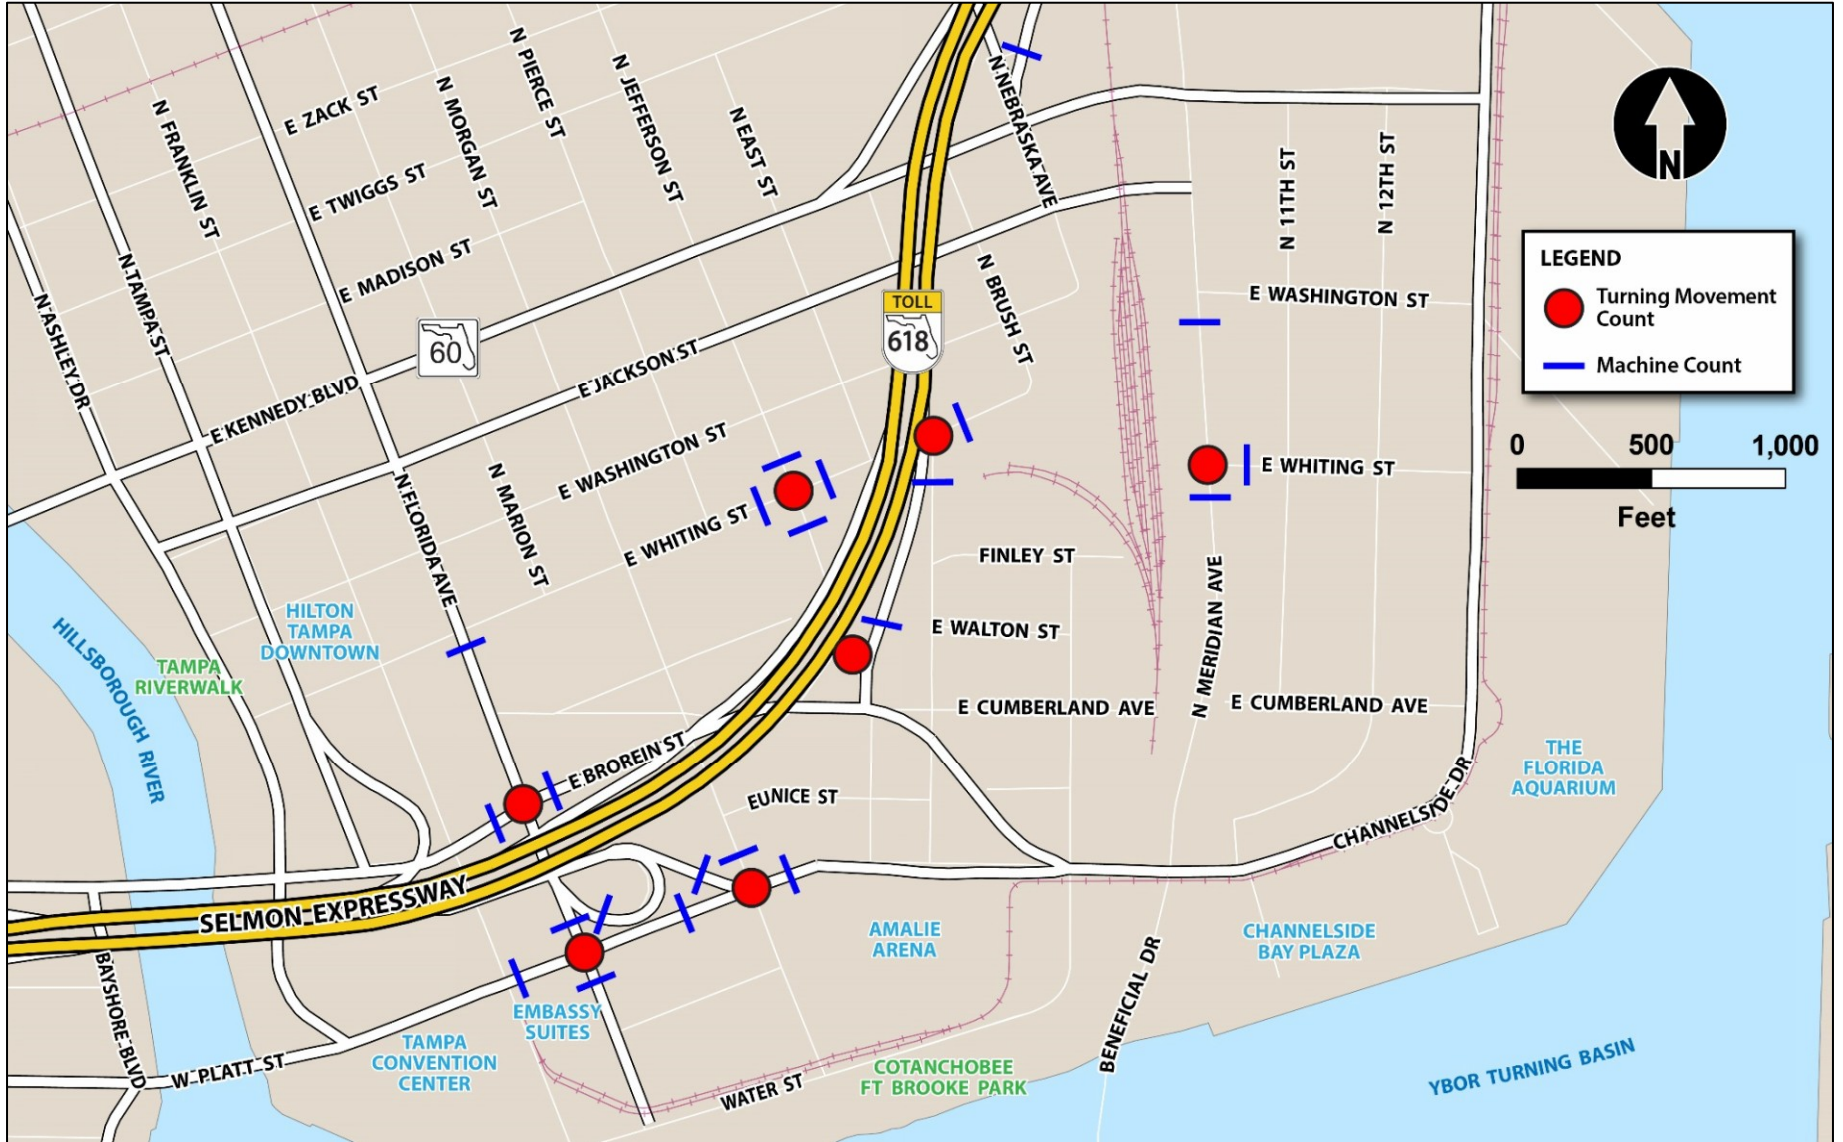 N FRANKLIN ST
E ZACK ST
N MORGAN ST
N PIERCE ST
N JEFFERSON ST
N EAST ST
N NEBRASKA AVE
N 11TH ST
N 12TH ST
N
E TWIGGS ST
E MADISON ST
N TAMPA ST
N ASHLEY DR
60
TOLL
618
N BRUSH ST
E WASHINGTON ST
LEGEND
Turning Movement
Count
Machine Count
E KENNEDY BLVD
E JACKSON ST
E WASHINGTON ST
N FLORIDA AVE
N MARION ST
E WHITING ST
E WHITING ST
0 500 1,000
Feet
FINLEY ST
E WALTON ST
N MERIDIAN AVE
HILLSBOROUGH RIVER
HILTON
TAMPA
DOWNTOWN
TAMPA
RIVERWALK
E CUMBERLAND AVE
E CUMBERLAND AVE
E BROREIN ST
EUNICE ST
THE
FLORIDA
AQUARIUM
CHANNELSIDE DR
SELMON EXPRESSWAY
AMALIE
ARENA
CHANNELSIDE
BAY PLAZA
BAYSHORE BLVD
EMBASSY
SUITES
TAMPA
CONVENTION
CENTER
W PLATT ST
WATER ST
COTANCHOBEE
FT BROOKE PARK
BENEFICIAL DR
YBOR TURNING BASIN